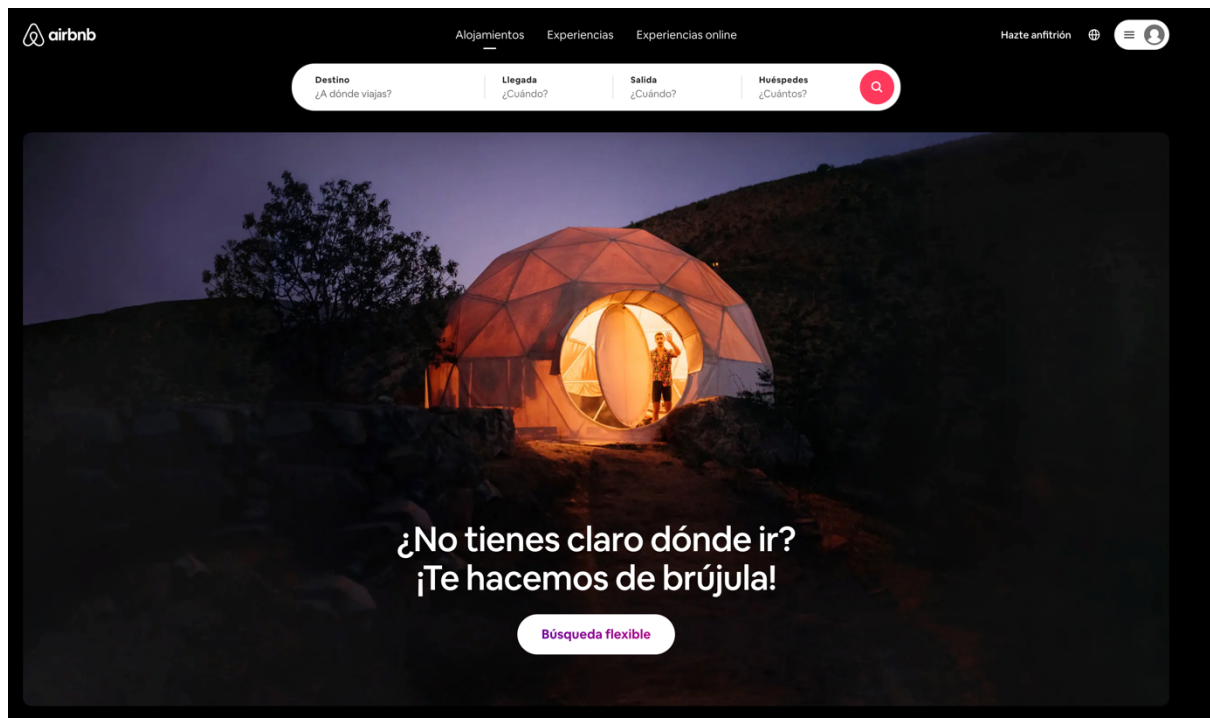 airbnb
Alojamientos Experiencias Experiencias online
Hazte anfitrión
Destino Llegada Salida Huéspedes
¿A dónde viajas? ¿Cuándo? ¿Cuándo? ¿Cuántos?
¿No tienes claro dónde ir?
¡Te hacemos de brújula!
Búsqueda flexible